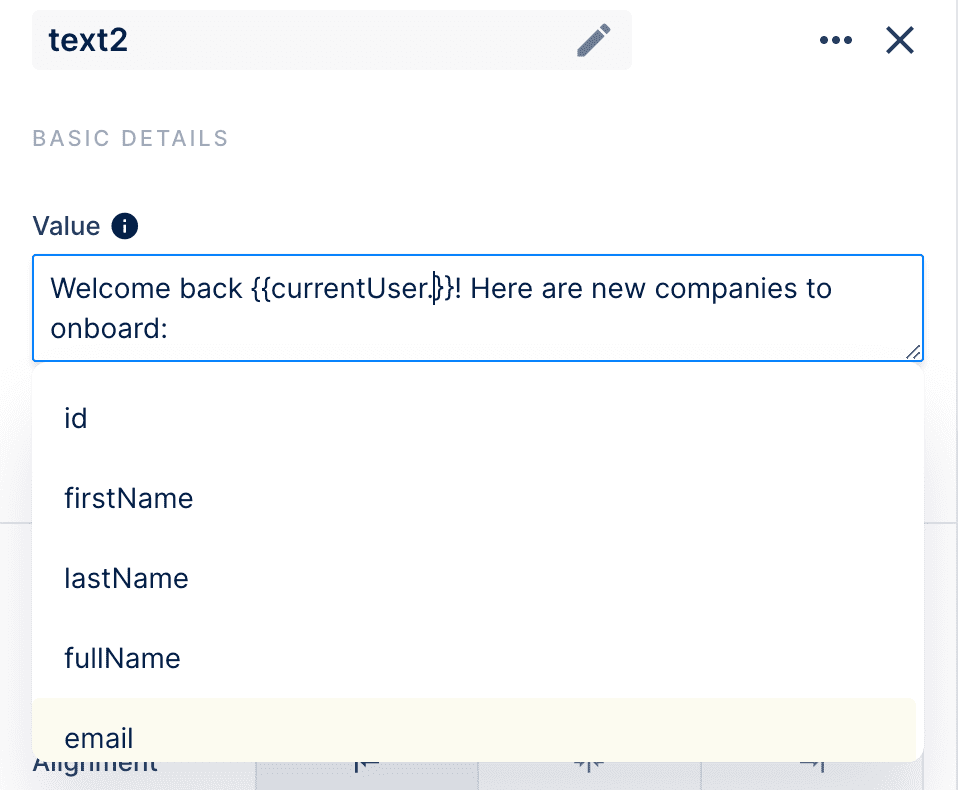 text2
BASIC DETAILS
Value
Welcome back {{currentUser.}}! Here are new companies to
onboard:
id
firstName
lastName
fullName
email
Alignment